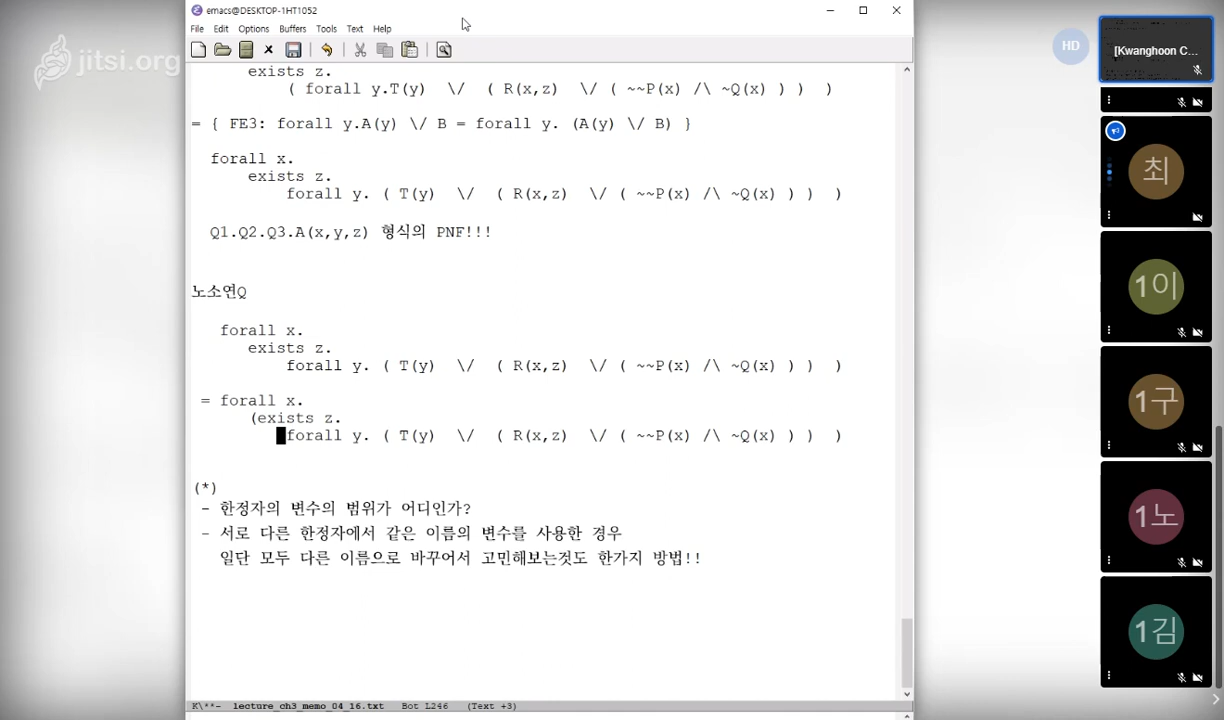 emacs@DESKTOP-1HT1052
File Edit Options Buffers Tools Text Help
jitsi.org
exists z.
( forall y.T(y) \/ ( R(x,z) \/ ( ~~P(x) /\ ~Q(x) ) ) )
= { FE3: forall y.A(y) \/ B = forall y. (A(y) \/ B) }
forall x.
exists z.
forall y. ( T(y) \/ ( R(x,z) \/ ( ~~P(x) /\ ~Q(x) ) ) )
Q1.Q2.Q3.A(x,y,z) 형식의 PNF!!!
노소연Q
forall x.
exists z.
forall y. ( T(y) \/ ( R(x,z) \/ ( ~~P(x) /\ ~Q(x) ) ) )
= forall x.
(exists z.
forall y. ( T(y) \/ ( R(x,z) \/ ( ~~P(x) /\ ~Q(x) ) ) )
(*)
- 한정자의 변수의 범위가 어디인가?
- 서로 다른 한정자에서 같은 이름의 변수를 사용한 경우
일단 모두 다른 이름으로 바꾸어서 고민해보는것도 한가지 방법!!
K\**- lecture_ch3_memo_04_16.txt Bot L246 (Text +3)
HD
[Kwanghoon C...
최
1이
1구
1노
1김